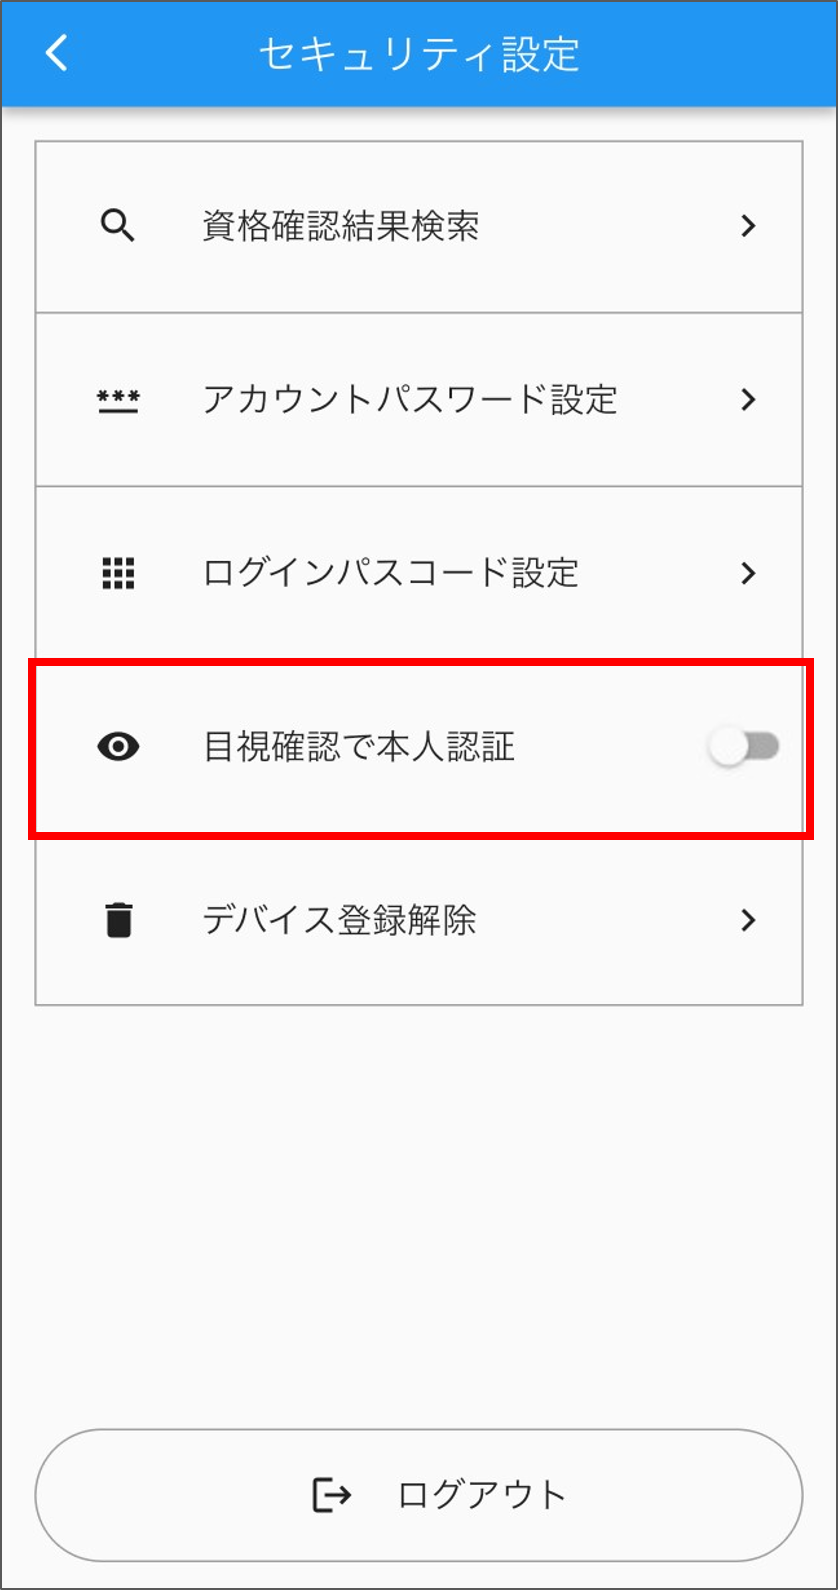 セキュリティ設定
資格確認結果検索
アカウントパスワード設定
ログインパスコード設定
目視確認で本人認証
デバイス登録解除
ログアウト